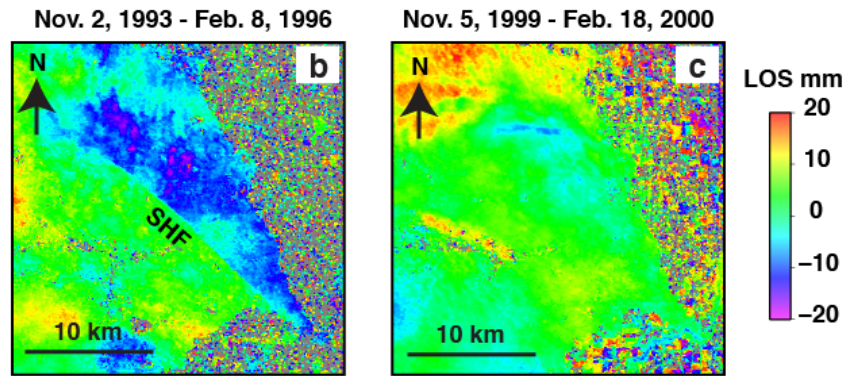 Nov. 2, 1993 - Feb. 8, 1996
Nov. 5, 1999 - Feb. 18, 2000
N
b
SHF
10 km
N
c
10 km
LOS mm
20
10
0
−10
−20